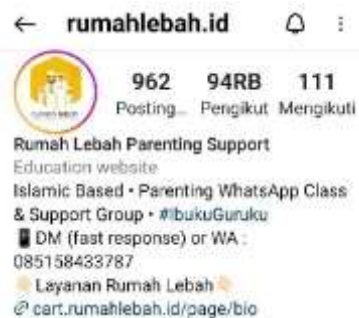 rumahlebah.id
962 94RB 111
Posting... Pengikut Mengikuti
Rumah Lebah Parenting Support
Education website
Islamic Based • Parenting WhatsApp Class
& Support Group • #IbukuGuruku
DM (fast response) or WA :
085158433787
Layanan Rumah Lebah
cart.rumahlebah.id/page/bio